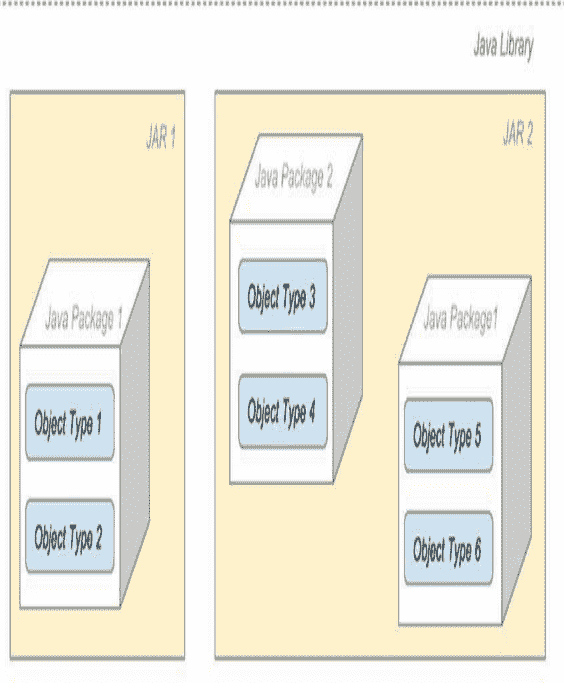 Java Library
JAR 1
JAR 2
Java Package 2
Object Type 3
Object Type 4
Java Package 1
Object Type 1
Object Type 2
Java Package1
Object Type 5
Object Type 6